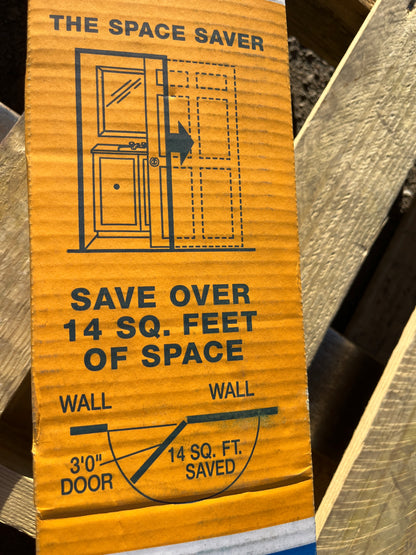 THE SPACE SAVER
SAVE OVER
14 SQ. FEET
OF SPACE
WALL WALL
3'0"
DOOR
14 SQ. FT.
SAVED